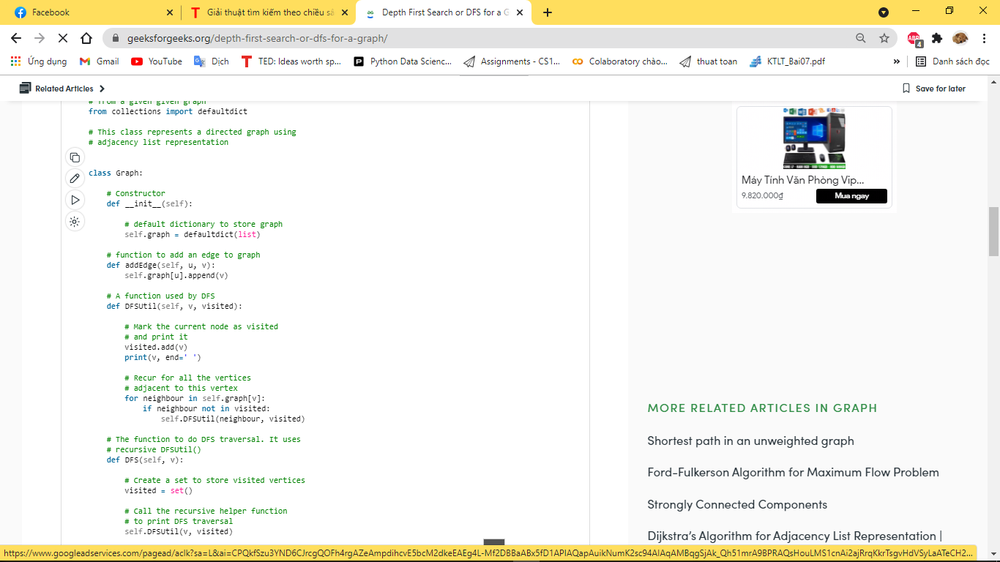 Facebook
Giải thuật tìm kiếm theo chiều sâ
Depth First Search or DFS for a G
geeksforgeeks.org/depth-first-search-or-dfs-for-a-graph/
ABP
4
Ứng dụng
Gmail
YouTube
Dịch
TED: Ideas worth sp...
Python Data Scienc...
Assignments - CS1...
Colaboratory chào...
thuat toan
KTLT_Bai07.pdf
»
Danh sách đọc
Related Articles
Save for later
# from a given given graph
from collections import defaultdict
# This class represents a directed graph using
# adjacency list representation
class Graph:
# Constructor
def __init__(self):
# default dictionary to store graph
self.graph = defaultdict(list)
# function to add an edge to graph
def addEdge(self, u, v):
self.graph[u].append(v)
# A function used by DFS
def DFSUtil(self, v, visited):
# Mark the current node as visited
# and print it
visited.add(v)
print(v, end=' ')
# Recur for all the vertices
# adjacent to this vertex
for neighbour in self.graph[v]:
if neighbour not in visited:
self.DFSUtil(neighbour, visited)
# The function to do DFS traversal. It uses
# recursive DFSUtil()
def DFS(self, v):
# Create a set to store visited vertices
visited = set()
# Call the recursive helper function
# to print DFS traversal
self.DFSUtil(v, visited)
Máy Tính Văn Phòng Vip...
9.820.000₫
Mua ngay
MORE RELATED ARTICLES IN GRAPH
Shortest path in an unweighted graph
Ford-Fulkerson Algorithm for Maximum Flow Problem
Strongly Connected Components
Dijkstra's Algorithm for Adjacency List Representation |
https://www.googleadservices.com/pagead/aclk?sa=L&ai=CPQkfSzu3YND6CJrcgQOFh4rgAZeAmpdihcvE5bcM2dkeEAEg4L-Mf2DBBaABx5fD1APIAQapAuikNumK2sc94AIAqAMBqgSjAk_Qh51mrA9BPRAQsHouLMS1cnAi2ajRrqKkrTsgvHdVSyLaATeCH2...